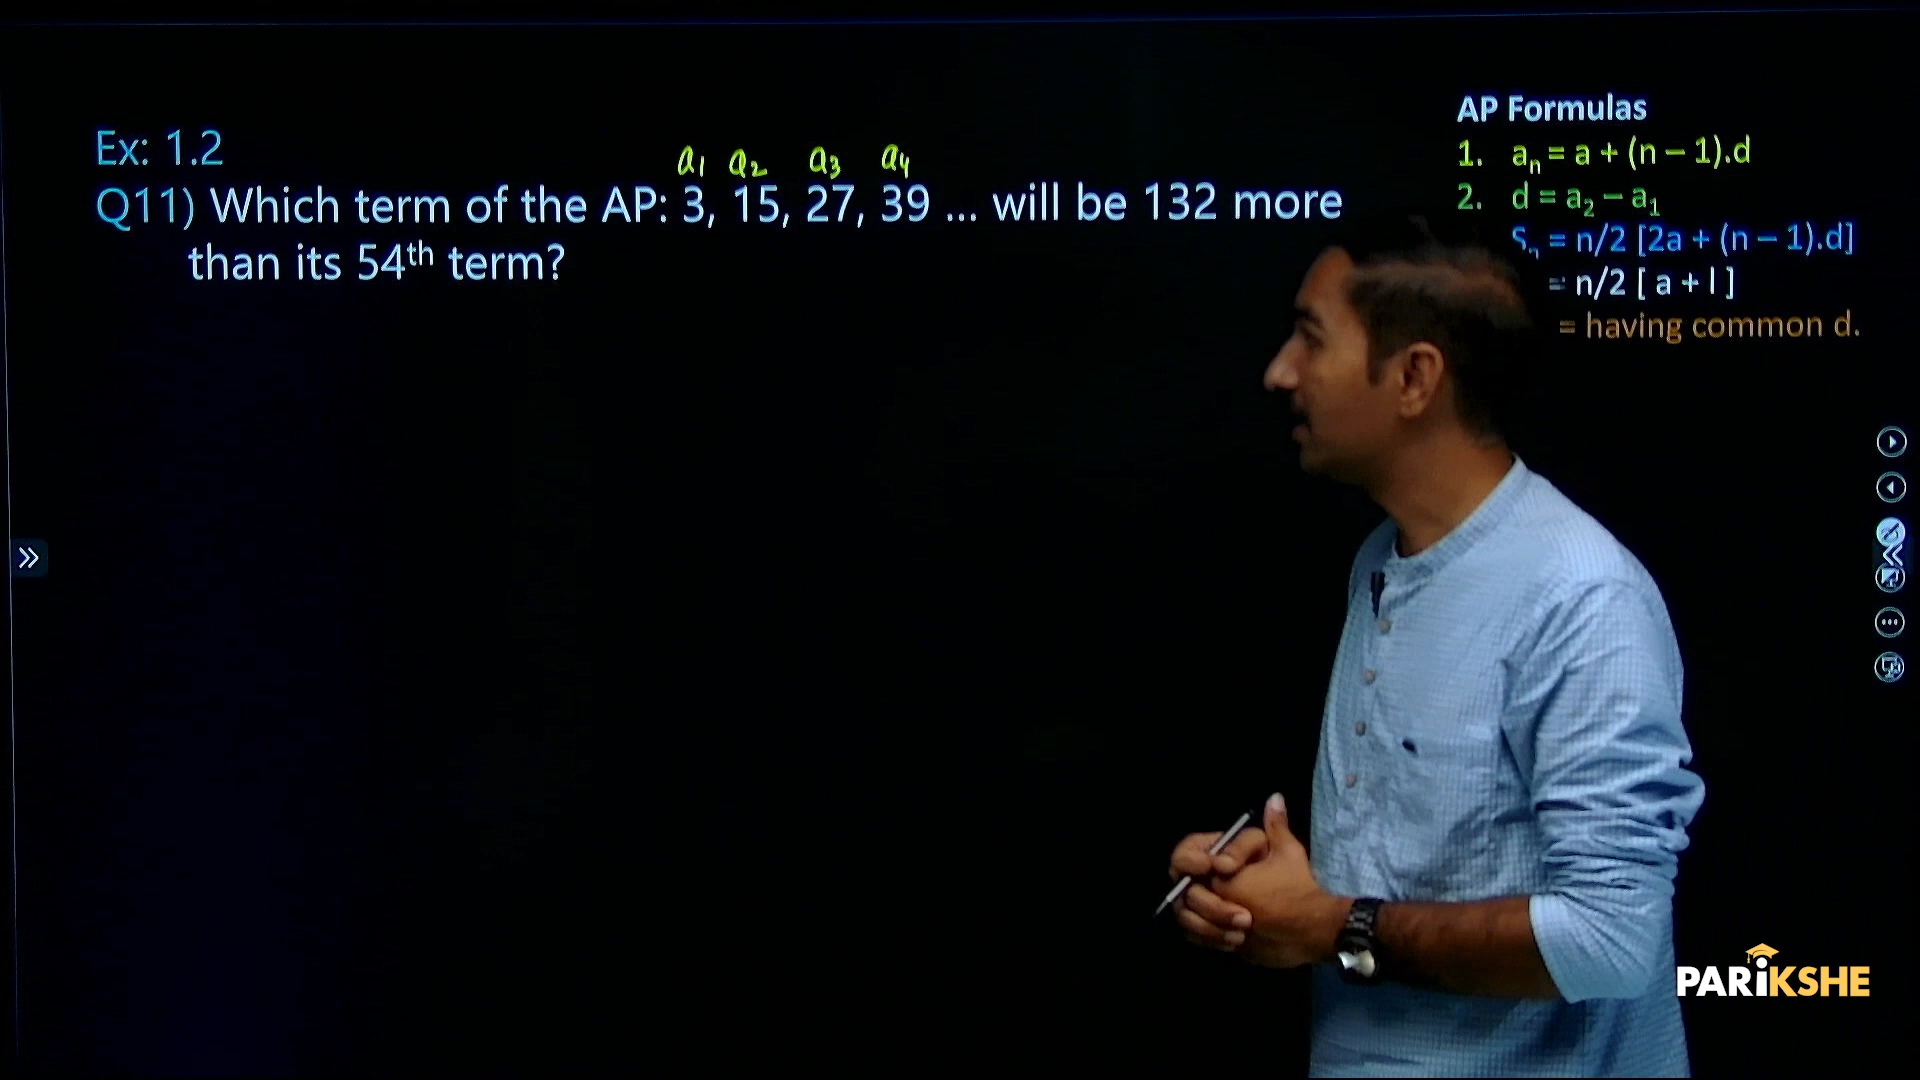 Ex: 1.2
a1 a2 a3 a4
Q11) Which term of the AP: 3, 15, 27, 39 ... will be 132 more
than its 54th term?
AP Formulas
1. an = a + (n – 1).d
2. d = a2 – a1
Sn = n/2 [2a + (n – 1).d]
= n/2 [ a + l ]
= having common d.
PARIKSHE